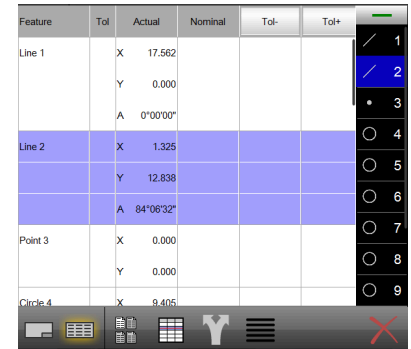 Feature Tol Actual Nominal Tol- Tol+
Line 1 X 17.562
Y 0.000
A 0°00'00"
Line 2 X 1.325
Y 12.838
A 84°06'32"
Point 3 X 0.000
Y 0.000
Circle 4 X 9.405
1
2
3
4
5
6
7
8
9